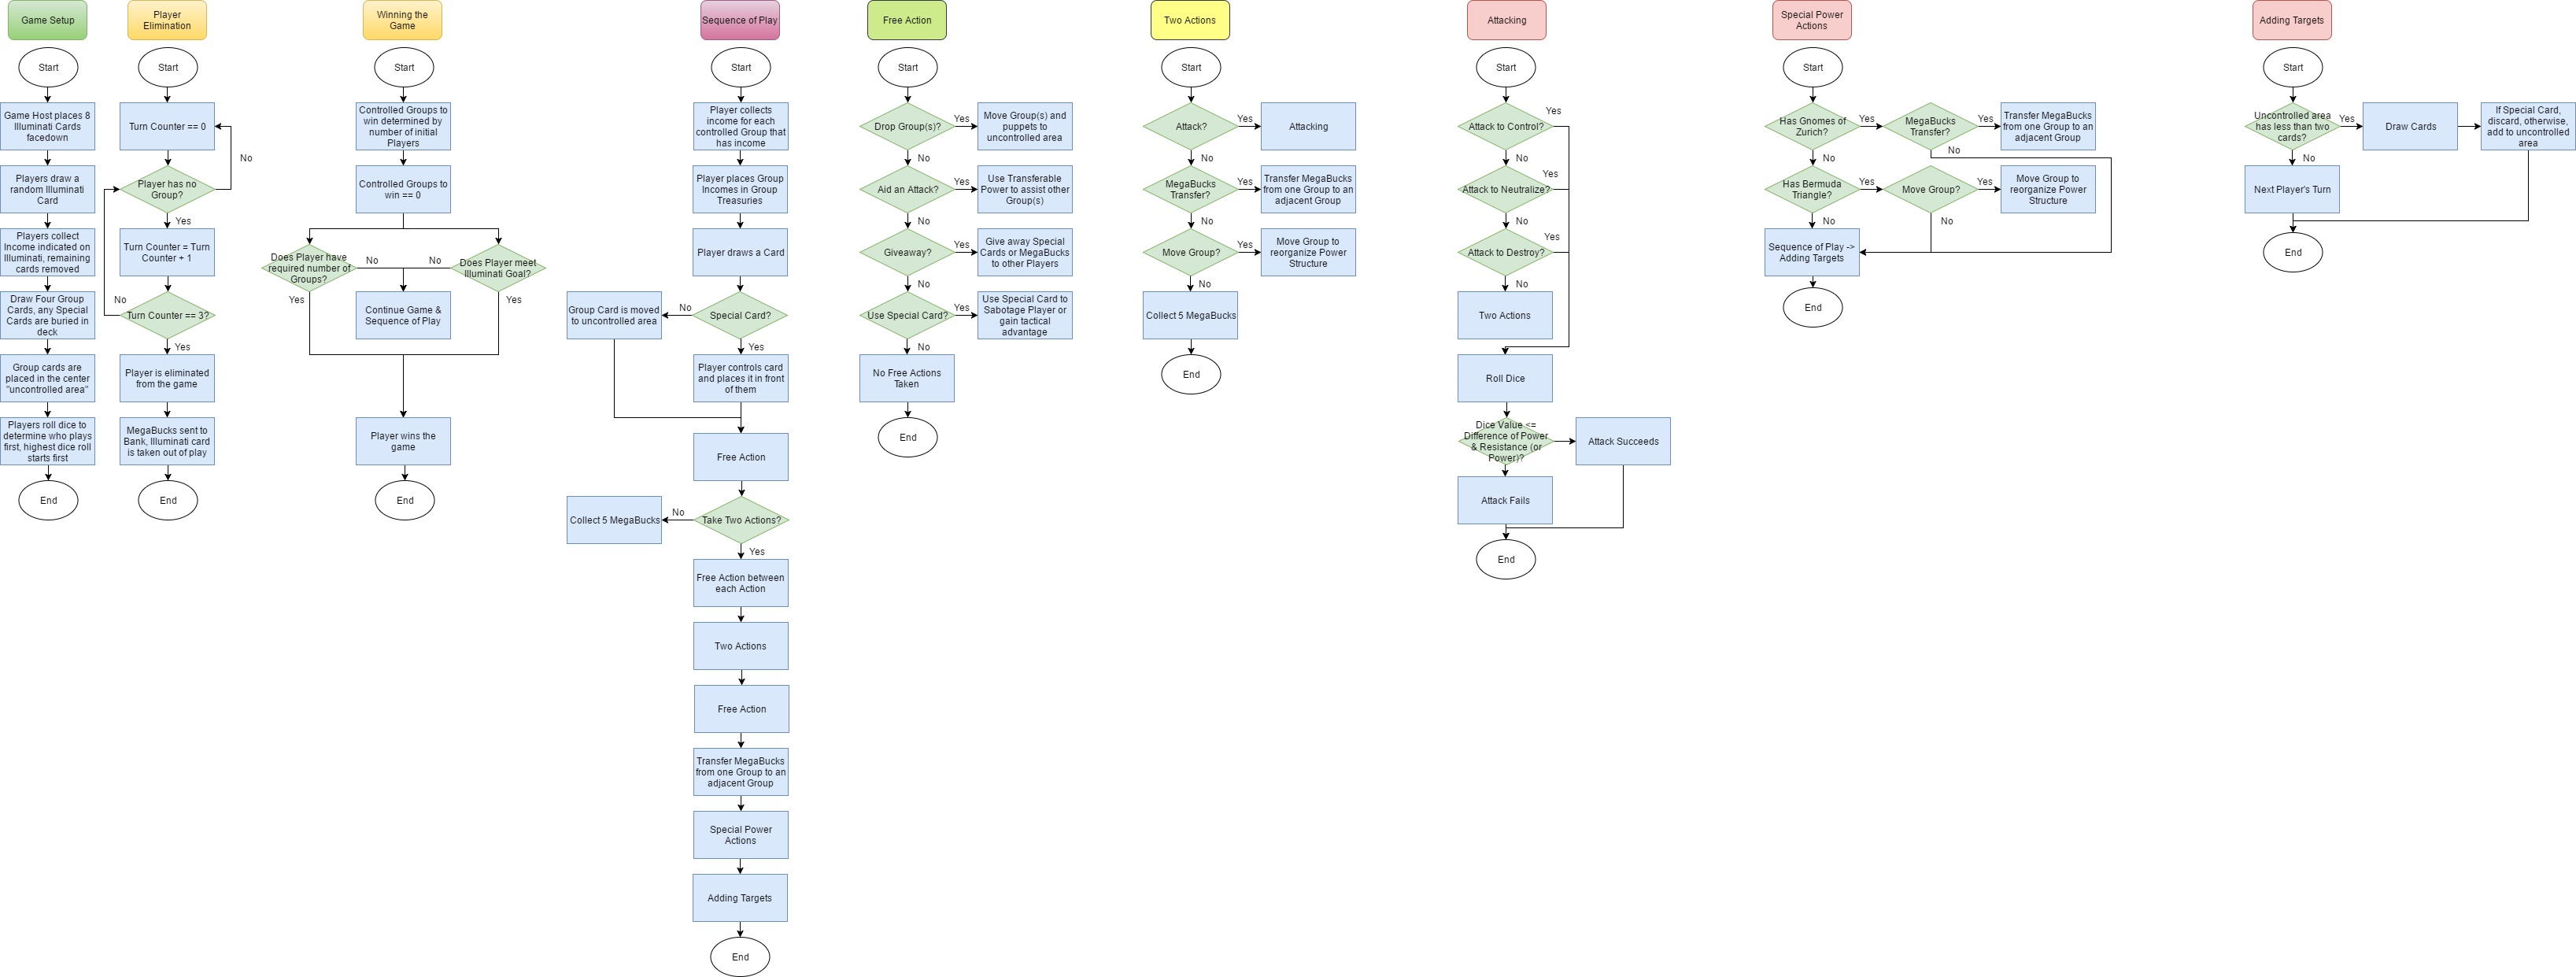 Game Setup
Start
Game Host places 8
Illuminati Cards
facedown
Players draw a
random Illuminati
Card
Players collect
Income indicated on
Illuminati, remaining
cards removed
Draw Four Group
Cards, any Special
Cards are buried in
deck
Group cards are
placed in the center
"uncontrolled area"
Players roll dice to
determine who plays
first, highest dice roll
starts first
End
Player
Elimination
Start
Turn Counter == 0
No
Player has no
Group?
Yes
Turn Counter = Turn
Counter + 1
No
Turn Counter == 3?
Yes
Player is eliminated
from the game
MegaBucks sent to
Bank, Illuminati card
is taken out of play
End
Winning the
Game
Start
Controlled Groups to
win determined by
number of initial
Players
Controlled Groups to
win == 0
Does Player have
required number of
Groups?
No
No
Does Player meet
Illuminati Goal?
Yes
Yes
Continue Game &
Sequence of Play
Player wins the
game
End
Sequence of Play
Start
Player collects
income for each
controlled Group that
has income
Player places Group
Incomes in Group
Treasuries
Player draws a Card
Group Card is moved
to uncontrolled area
No
Special Card?
Yes
Player controls card
and places it in front
of them
Free Action
Collect 5 MegaBucks
No
Take Two Actions?
Yes
Free Action between
each Action
Two Actions
Free Action
Transfer MegaBucks
from one Group to an
adjacent Group
Special Power
Actions
Adding Targets
End
Free Action
Start
Drop Group(s)?
Yes
Move Group(s) and
puppets to
uncontrolled area
No
Aid an Attack?
Yes
Use Transferable
Power to assist other
Group(s)
No
Giveaway?
Yes
Give away Special
Cards or MegaBucks
to other Players
No
Use Special Card?
Yes
Use Special Card to
Sabotage Player or
gain tactical
advantage
No
No Free Actions
Taken
End
Two Actions
Start
Attack?
Yes
Attacking
No
MegaBucks
Transfer?
Yes
Transfer MegaBucks
from one Group to an
adjacent Group
No
Move Group?
Yes
Move Group to
reorganize Power
Structure
No
Collect 5 MegaBucks
End
Attacking
Start
Yes
Attack to Control?
No
Yes
Attack to Neutralize?
No
Yes
Attack to Destroy?
No
Two Actions
Roll Dice
Dice Value <=
Difference of Power
& Resistance (or
Power)?
Attack Succeeds
Attack Fails
End
Special Power
Actions
Start
Has Gnomes of
Zurich?
Yes
MegaBucks
Transfer?
Yes
Transfer MegaBucks
from one Group to an
adjacent Group
No
No
Has Bermuda
Triangle?
Yes
Move Group?
Yes
Move Group to
reorganize Power
Structure
No
No
Sequence of Play ->
Adding Targets
End
Adding Targets
Start
Uncontrolled area
has less than two
cards?
Yes
Draw Cards
If Special Card,
discard, otherwise,
add to uncontrolled
area
No
Next Player's Turn
End